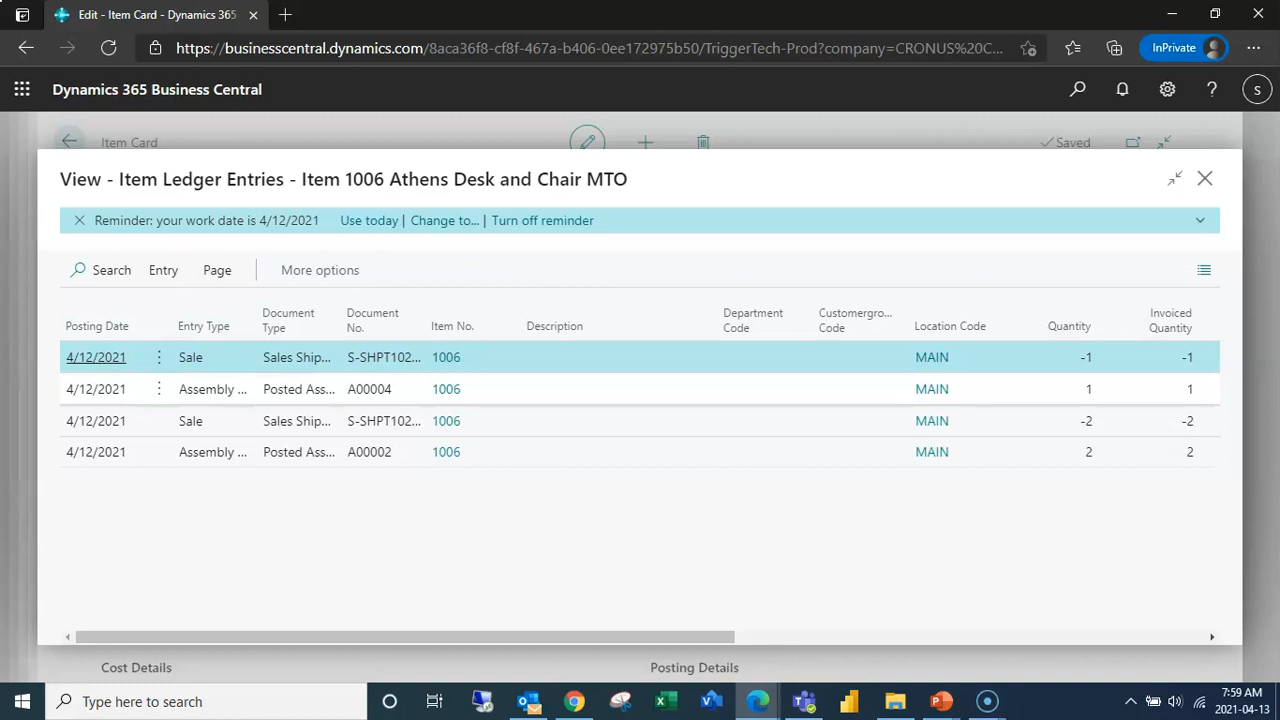 Edit - Item Card - Dynamics 365
https://businesscentral.dynamics.com/8aca36f8-cf8f-467a-b406-0ee172975b50/TriggerTech-Prod?company=CRONUS%20C...
InPrivate
Dynamics 365 Business Central
S
Item Card
Saved
View - Item Ledger Entries - Item 1006 Athens Desk and Chair MTO
Reminder: your work date is 4/12/2021 Use today | Change to... | Turn off reminder
Search Entry Page More options
Posting Date Entry Type Document Type Document No. Item No. Description Department Code Customergro... Code Location Code Quantity Invoiced Quantity
4/12/2021 Sale Sales Ship... S-SHPT102... 1006 MAIN -1 -1
4/12/2021 Assembly ... Posted Ass... A00004 1006 MAIN 1 1
4/12/2021 Sale Sales Ship... S-SHPT102... 1006 MAIN -2 -2
4/12/2021 Assembly ... Posted Ass... A00002 1006 MAIN 2 2
Cost Details Posting Details
Type here to search
7:59 AM
2021-04-13